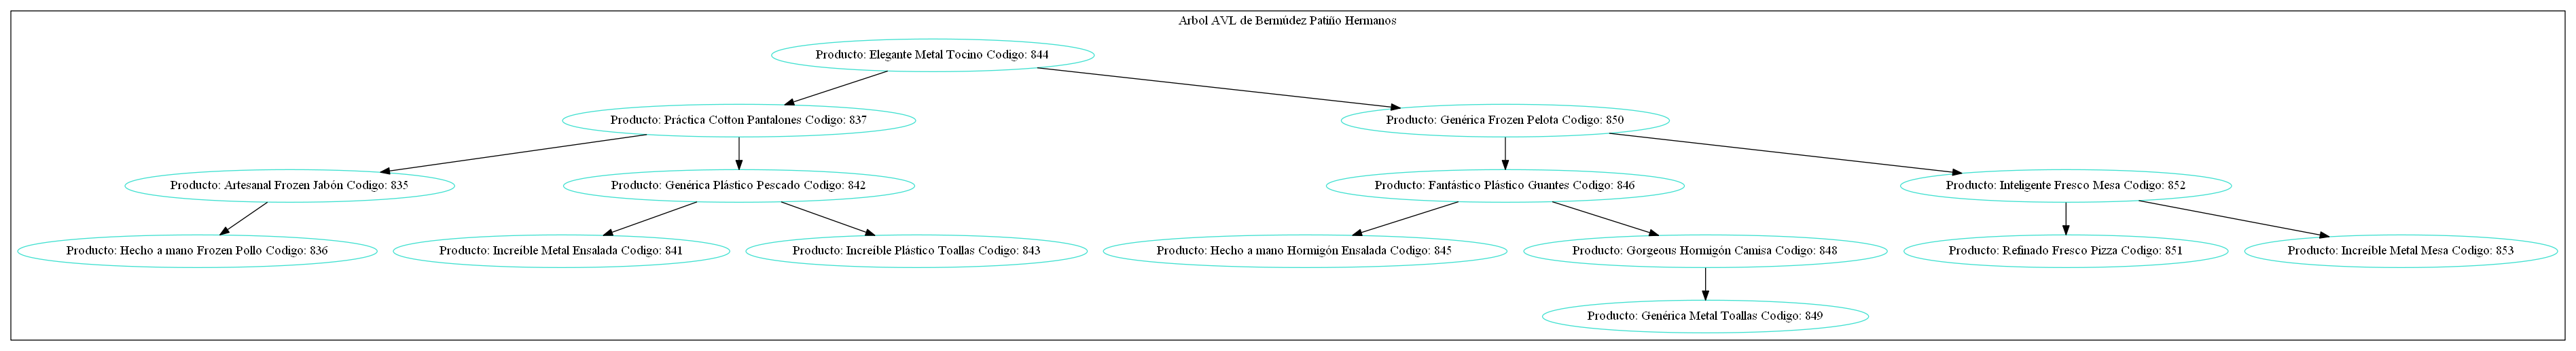 Arbol AVL de Bermúdez Patiño Hermanos
Producto: Elegante Metal Tocino Codigo: 844
Producto: Práctica Cotton Pantalones Codigo: 837
Producto: Genérica Frozen Pelota Codigo: 850
Producto: Artesanal Frozen Jabón Codigo: 835
Producto: Genérica Plástico Pescado Codigo: 842
Producto: Fantástico Plástico Guantes Codigo: 846
Producto: Inteligente Fresco Mesa Codigo: 852
Producto: Hecho a mano Frozen Pollo Codigo: 836
Producto: Increíble Metal Ensalada Codigo: 841
Producto: Increíble Plástico Toallas Codigo: 843
Producto: Hecho a mano Hormigón Ensalada Codigo: 845
Producto: Gorgeous Hormigón Camisa Codigo: 848
Producto: Refinado Fresco Pizza Codigo: 851
Producto: Increíble Metal Mesa Codigo: 853
Producto: Genérica Metal Toallas Codigo: 849